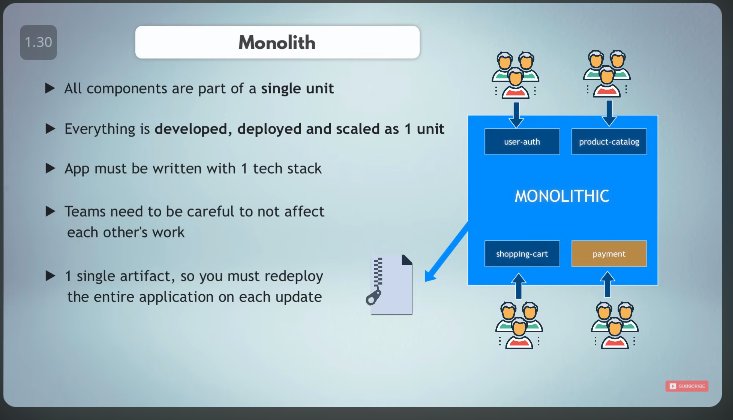 1.30
Monolith
All components are part of a single unit
Everything is developed, deployed and scaled as 1 unit
App must be written with 1 tech stack
Teams need to be careful to not affect
each other's work
1 single artifact, so you must redeploy
the entire application on each update
user-auth
product-catalog
MONOLITHIC
shopping-cart
payment
SUBSCRIBE